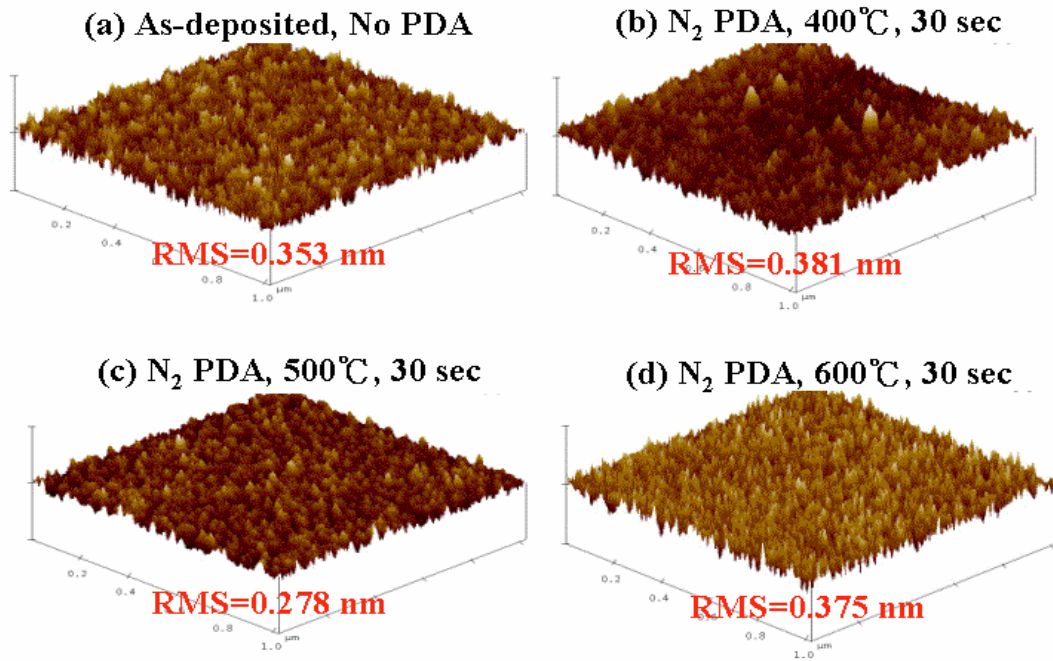 (a) As-deposited, No PDA
(b) N₂ PDA, 400℃, 30 sec
0.2
0.4
0.8
1.0
μm
RMS=0.353 nm
0.2
0.4
0.8
1.0
μm
RMS=0.381 nm
(c) N₂ PDA, 500℃, 30 sec
(d) N₂ PDA, 600℃, 30 sec
0.2
0.4
0.8
1.0
μm
RMS=0.278 nm
0.2
0.4
0.8
1.0
μm
RMS=0.375 nm